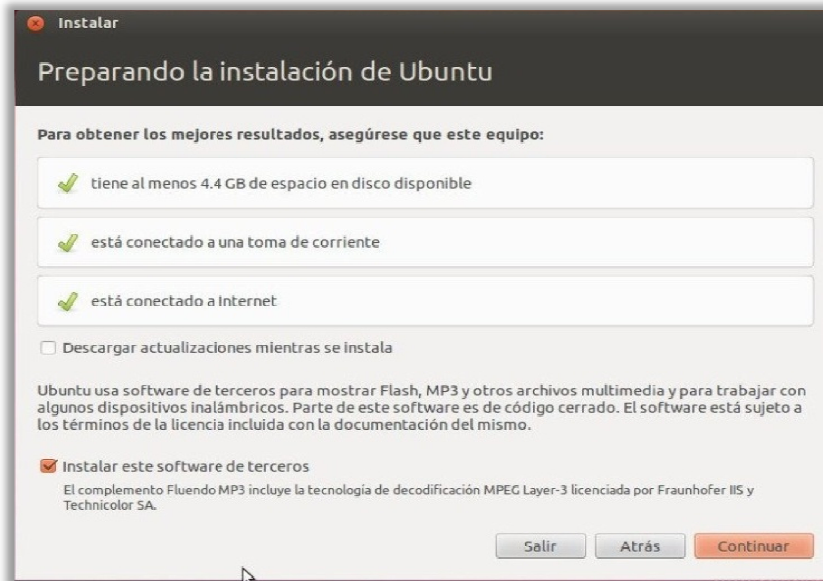 Instalar
Preparando la instalación de Ubuntu
Para obtener los mejores resultados, asegúrese que este equipo:
tiene al menos 4.4 GB de espacio en disco disponible
está conectado a una toma de corriente
está conectado a Internet
Descargar actualizaciones mientras se instala
Ubuntu usa software de terceros para mostrar Flash, MP3 y otros archivos multimedia y para trabajar con
algunos dispositivos inalámbricos. Parte de este software es de código cerrado. El software está sujeto a
los términos de la licencia incluida con la documentación del mismo.
Instalar este software de terceros
El complemento Fluendo MP3 incluye la tecnología de decodificación MPEG Layer-3 licenciada por Fraunhofer IIS y
Technicolor SA.
Salir Atrás Continuar